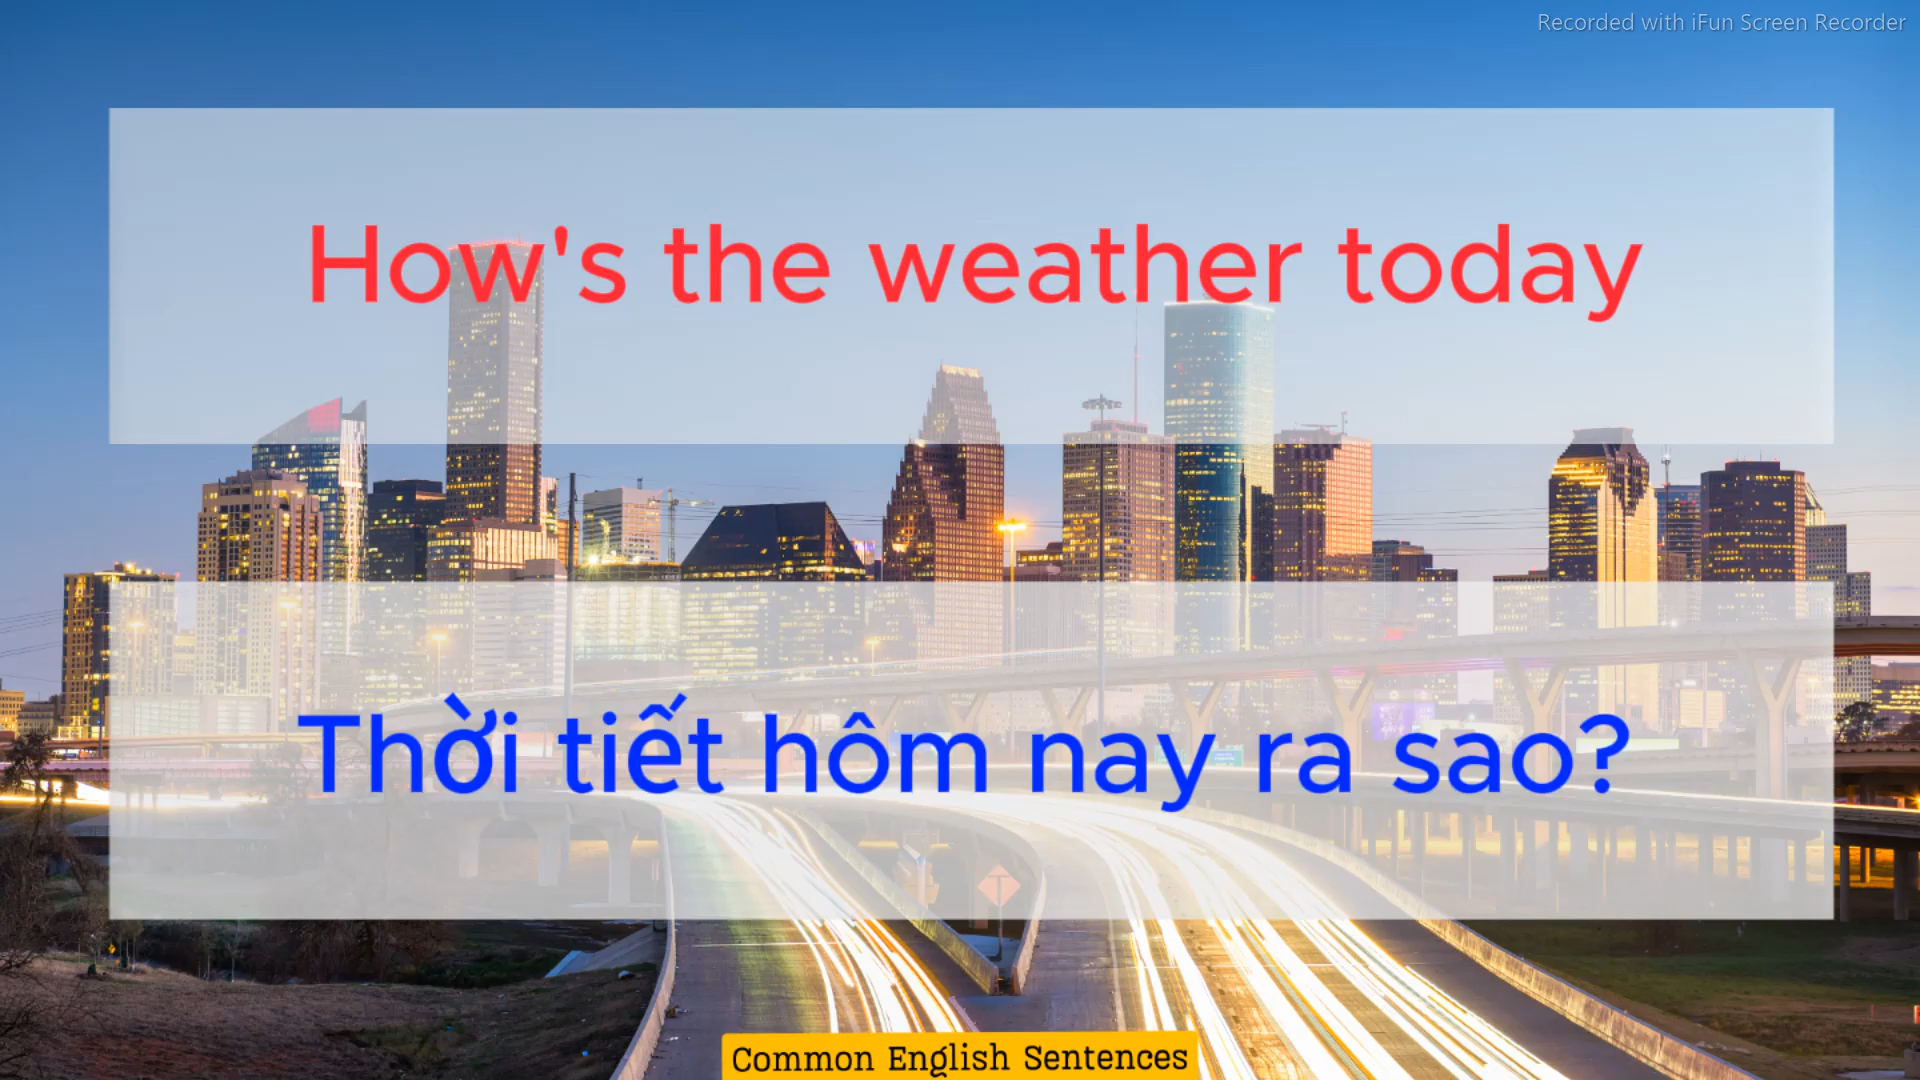 Recorded with iFun Screen Recorder
How's the weather today
Thời tiết hôm nay ra sao?
Common English Sentences